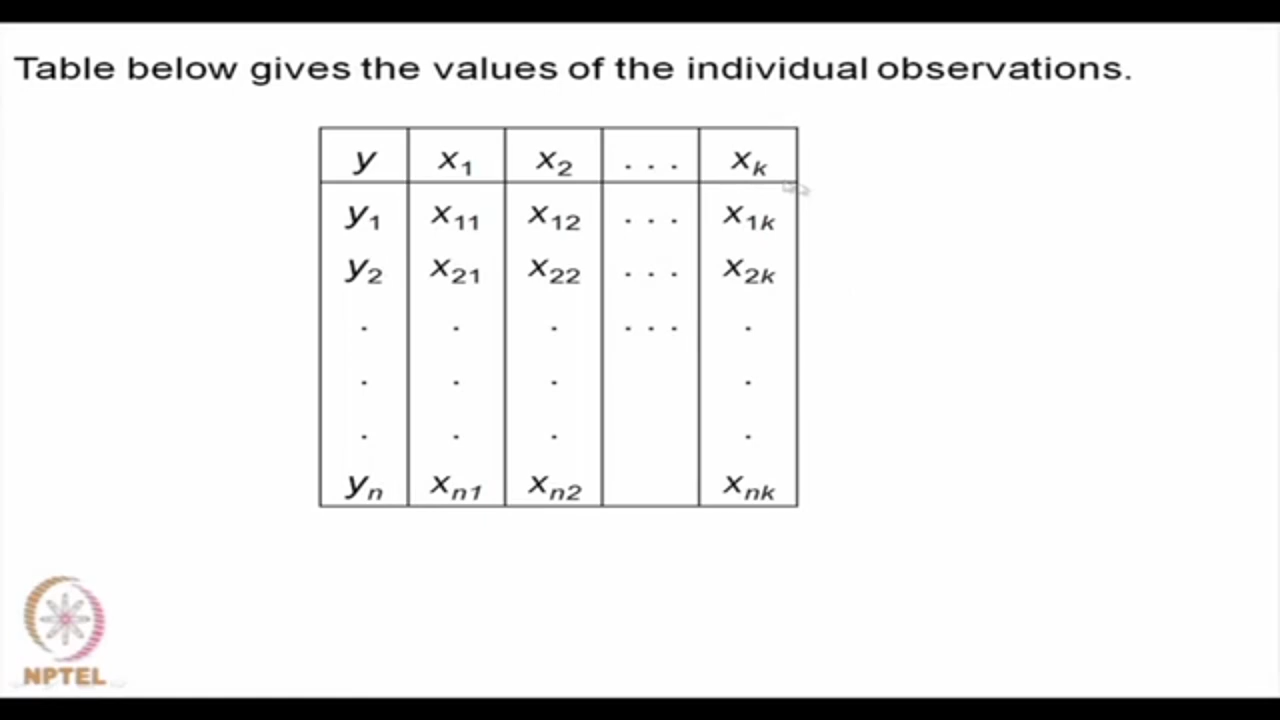 Table below gives the values of the individual observations.
y x₁ x₂ . . . xₖ
y₁ x₁₁ x₁₂ . . . x₁ₖ
y₂ x₂₁ x₂₂ . . . x₂ₖ
. . . . . . .
. . . .
. . . .
yₙ xₙ₁ xₙ₂ xₙₖ
NPTEL